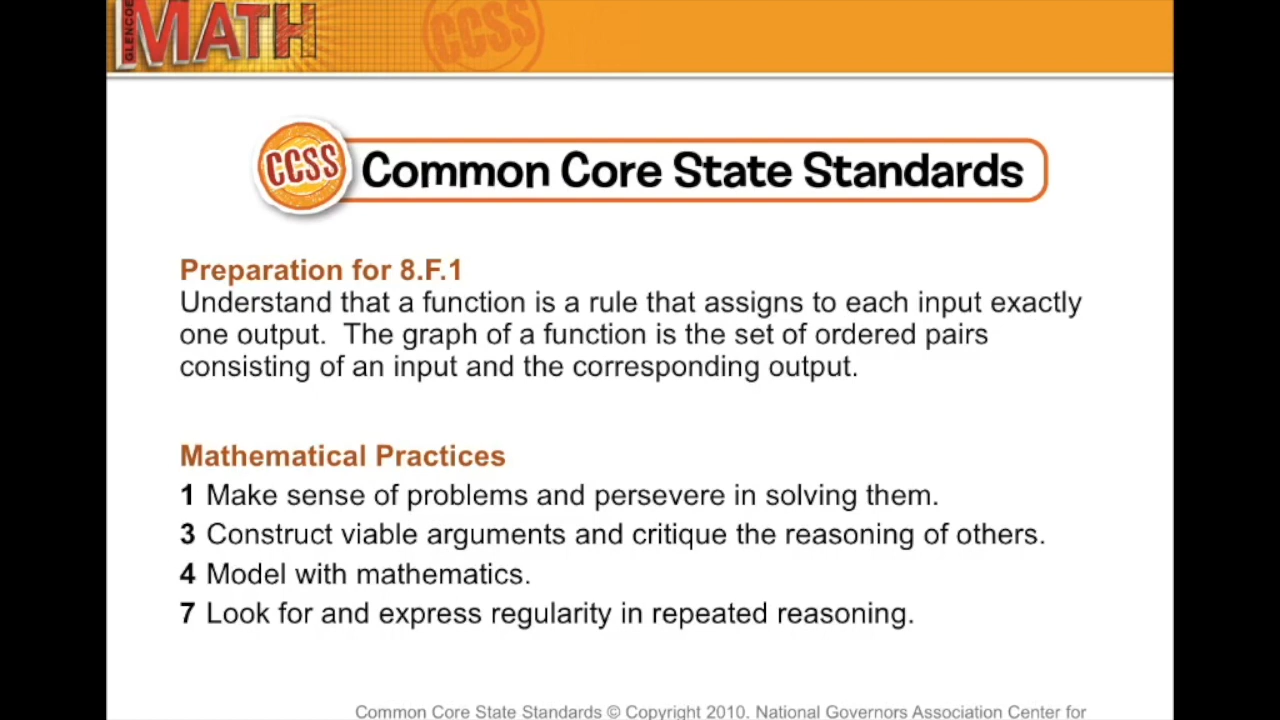 GLENCOE
MATH
CCSS
CCSS
Common Core State Standards
Preparation for 8.F.1
Understand that a function is a rule that assigns to each input exactly
one output.  The graph of a function is the set of ordered pairs
consisting of an input and the corresponding output.
Mathematical Practices
1 Make sense of problems and persevere in solving them.
3 Construct viable arguments and critique the reasoning of others.
4 Model with mathematics.
7 Look for and express regularity in repeated reasoning.
Common Core State Standards © Copyright 2010. National Governors Association Center for